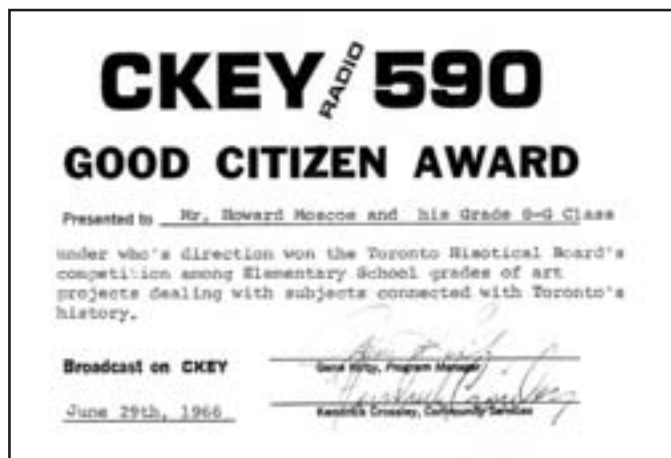 CKEY RADIO 590
GOOD CITIZEN AWARD
Presented to Mr. Howard Moscoe and his Grade 8-G Class
under who's direction won the Toronto Historical Board's
competition among Elementary School grades of art
projects dealing with subjects connected with Toronto's
history.
Broadcast on CKEY
Gene Kirby, Program Manager
June 29th, 1966
Kendrick Crossley, Community Services